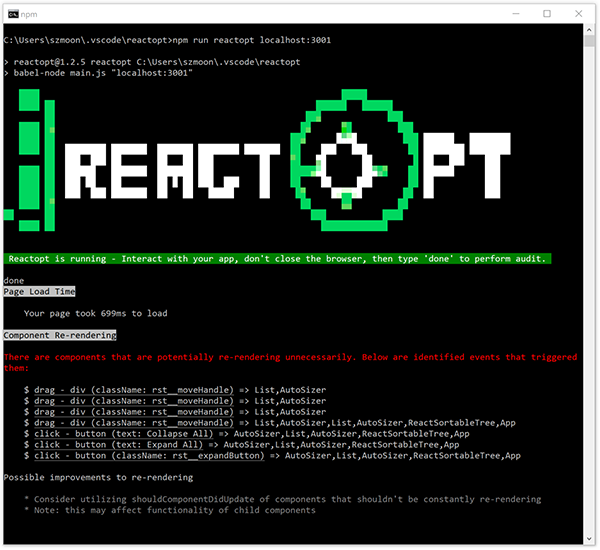 npm
C:\Users\szmoon\.vscode\reactopt>npm run reactopt localhost:3001
> reactopt@1.2.5 reactopt C:\Users\szmoon\.vscode\reactopt
> babel-node main.js "localhost:3001"
REACT OPT
Reactopt is running - Interact with your app, don't close the browser, then type 'done' to perform audit.
done
Page Load Time
Your page took 699ms to load
Component Re-rendering
There are components that are potentially re-rendering unnecessarily. Below are identified events that triggered
them:
$ drag - div (className: rst__moveHandle) => List,AutoSizer
$ drag - div (className: rst__moveHandle) => List,AutoSizer
$ drag - div (className: rst__moveHandle) => List,AutoSizer
$ drag - div (className: rst__moveHandle) => List,AutoSizer,List,AutoSizer,ReactSortableTree,App
$ click - button (text: Collapse All) => AutoSizer,List,AutoSizer,ReactSortableTree,App
$ click - button (text: Expand All) => AutoSizer,List,AutoSizer,ReactSortableTree,App
$ click - button (className: rst__expandButton) => AutoSizer,List,AutoSizer,ReactSortableTree,App
Possible improvements to re-rendering
* Consider utilizing shouldComponentDidUpdate of components that shouldn't be constantly re-rendering
* Note: this may affect functionality of child components